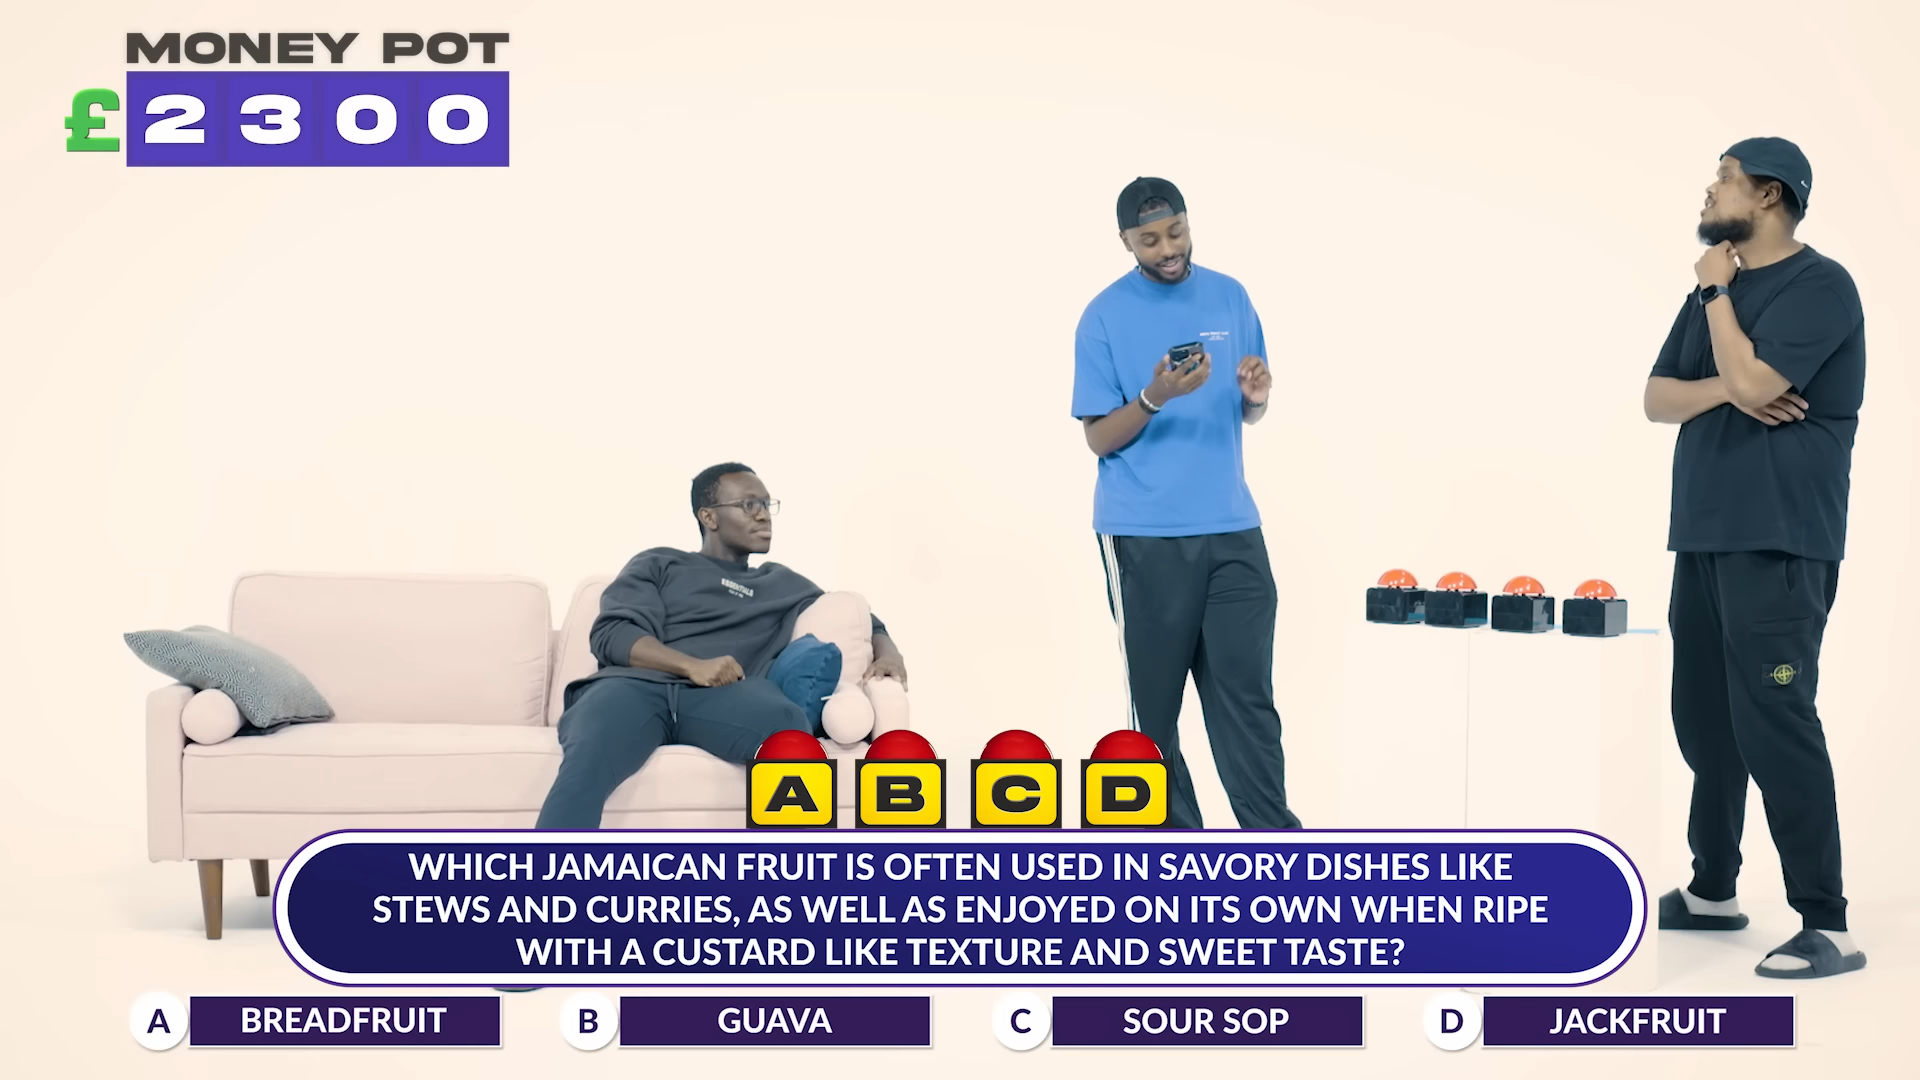 MONEY POT
£2300
ESSENTIALS
A B C D
WHICH JAMAICAN FRUIT IS OFTEN USED IN SAVORY DISHES LIKE
STEWS AND CURRIES, AS WELL AS ENJOYED ON ITS OWN WHEN RIPE
WITH A CUSTARD LIKE TEXTURE AND SWEET TASTE?
A BREADFRUIT
B GUAVA
C SOUR SOP
D JACKFRUIT